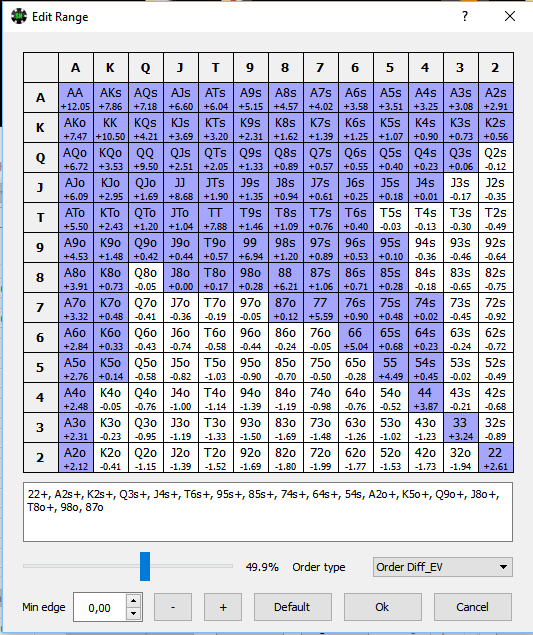 Edit Range
A K Q J T 9 8 7 6 5 4 3 2
A AA AKs AQs AJs ATs A9s A8s A7s A6s A5s A4s A3s A2s
+12.05 +7.86 +7.18 +6.60 +6.04 +5.15 +4.57 +4.02 +3.58 +3.51 +3.25 +3.08 +2.91
K AKo KK KQs KJs KTs K9s K8s K7s K6s K5s K4s K3s K2s
+7.47 +10.50 +4.21 +3.69 +3.20 +2.31 +1.62 +1.39 +1.25 +1.07 +0.90 +0.73 +0.56
Q AQo KQo QQ QJs QTs Q9s Q8s Q7s Q6s Q5s Q4s Q3s Q2s
+6.72 +3.53 +9.50 +2.51 +2.05 +1.33 +0.89 +0.57 +0.55 +0.40 +0.23 +0.06 -0.12
J AJo KJo QJo JJ JTs J9s J8s J7s J6s J5s J4s J3s J2s
+6.09 +2.95 +1.69 +8.68 +1.90 +1.35 +0.94 +0.61 +0.25 +0.18 +0.01 -0.17 -0.35
T ATo KTo QTo JTo TT T9s T8s T7s T6s T5s T4s T3s T2s
+5.50 +2.43 +1.20 +1.04 +7.88 +1.46 +1.09 +0.76 +0.40 -0.03 -0.13 -0.30 -0.49
9 A9o K9o Q9o J9o T9o 99 98s 97s 96s 95s 94s 93s 92s
+4.53 +1.48 +0.42 +0.44 +0.57 +6.94 +1.20 +0.89 +0.53 +0.10 -0.36 -0.46 -0.64
8 A8o K8o Q8o J8o T8o 98o 88 87s 86s 85s 84s 83s 82s
+3.91 +0.73 -0.05 +0.00 +0.17 +0.28 +6.21 +1.06 +0.71 +0.28 -0.18 -0.65 -0.75
7 A7o K7o Q7o J7o T7o 97o 87o 77 76s 75s 74s 73s 72s
+3.32 +0.48 -0.41 -0.36 -0.19 -0.05 +0.12 +5.59 +0.90 +0.48 +0.02 -0.45 -0.92
6 A6o K6o Q6o J6o T6o 96o 86o 76o 66 65s 64s 63s 62s
+2.84 +0.33 -0.43 -0.74 -0.58 -0.44 -0.24 -0.05 +5.04 +0.68 +0.23 -0.24 -0.72
5 A5o K5o Q5o J5o T5o 95o 85o 75o 65o 55 54s 53s 52s
+2.76 +0.14 -0.58 -0.82 -1.03 -0.90 -0.70 -0.50 -0.28 +4.49 +0.45 -0.02 -0.49
4 A4o K4o Q4o J4o T4o 94o 84o 74o 64o 54o 44 43s 42s
+2.48 -0.05 -0.76 -1.00 -1.14 -1.39 -1.19 -0.98 -0.76 -0.52 +3.87 -0.21 -0.68
3 A3o K3o Q3o J3o T3o 93o 83o 73o 63o 53o 43o 33 32s
+2.31 -0.23 -0.95 -1.19 -1.33 -1.50 -1.69 -1.48 -1.26 -1.02 -1.23 +3.24 -0.89
2 A2o K2o Q2o J2o T2o 92o 82o 72o 62o 52o 42o 32o 22
+2.12 -0.41 -1.15 -1.39 -1.52 -1.69 -1.80 -1.99 -1.77 -1.53 -1.73 -1.94 +2.61
22+, A2s+, K2s+, Q3s+, J4s+, T6s+, 95s+, 85s+, 74s+, 64s+, 54s, A2o+, K5o+, Q9o+, J8o+,
T8o+, 98o, 87o
49.9% Order type Order Diff_EV
Min edge 0,00 - + Default Ok Cancel